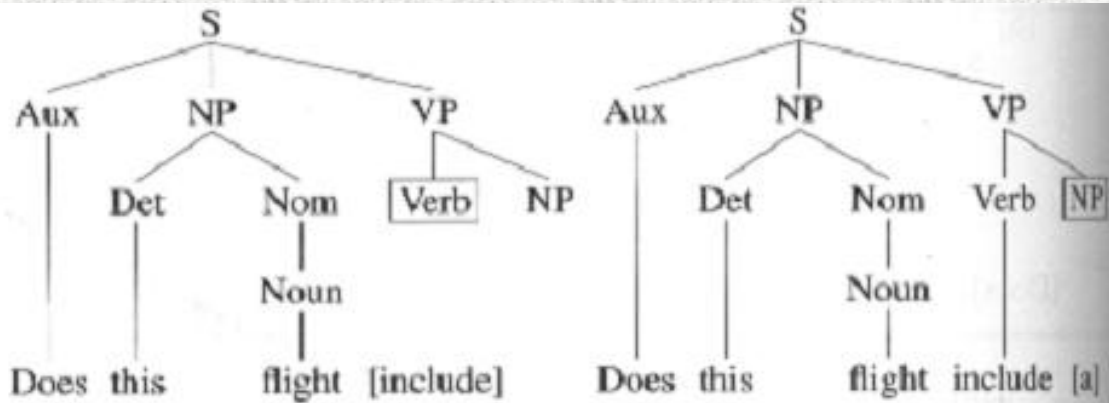 S S
Aux NP VP Aux NP VP
Det Nom Verb NP Det Nom Verb NP
Noun Noun
Does this flight [include] Does this flight include [a]